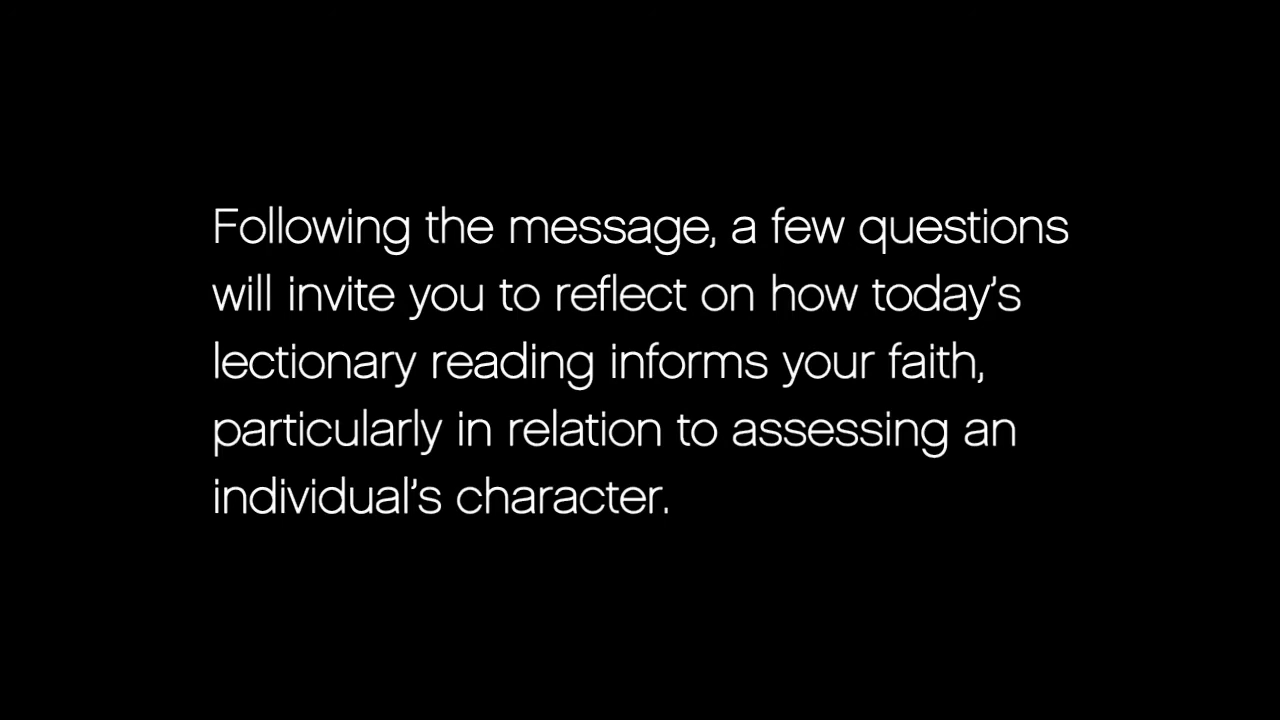 Following the message, a few questions
will invite you to reflect on how today's
lectionary reading informs your faith,
particularly in relation to assessing an
individual's character.